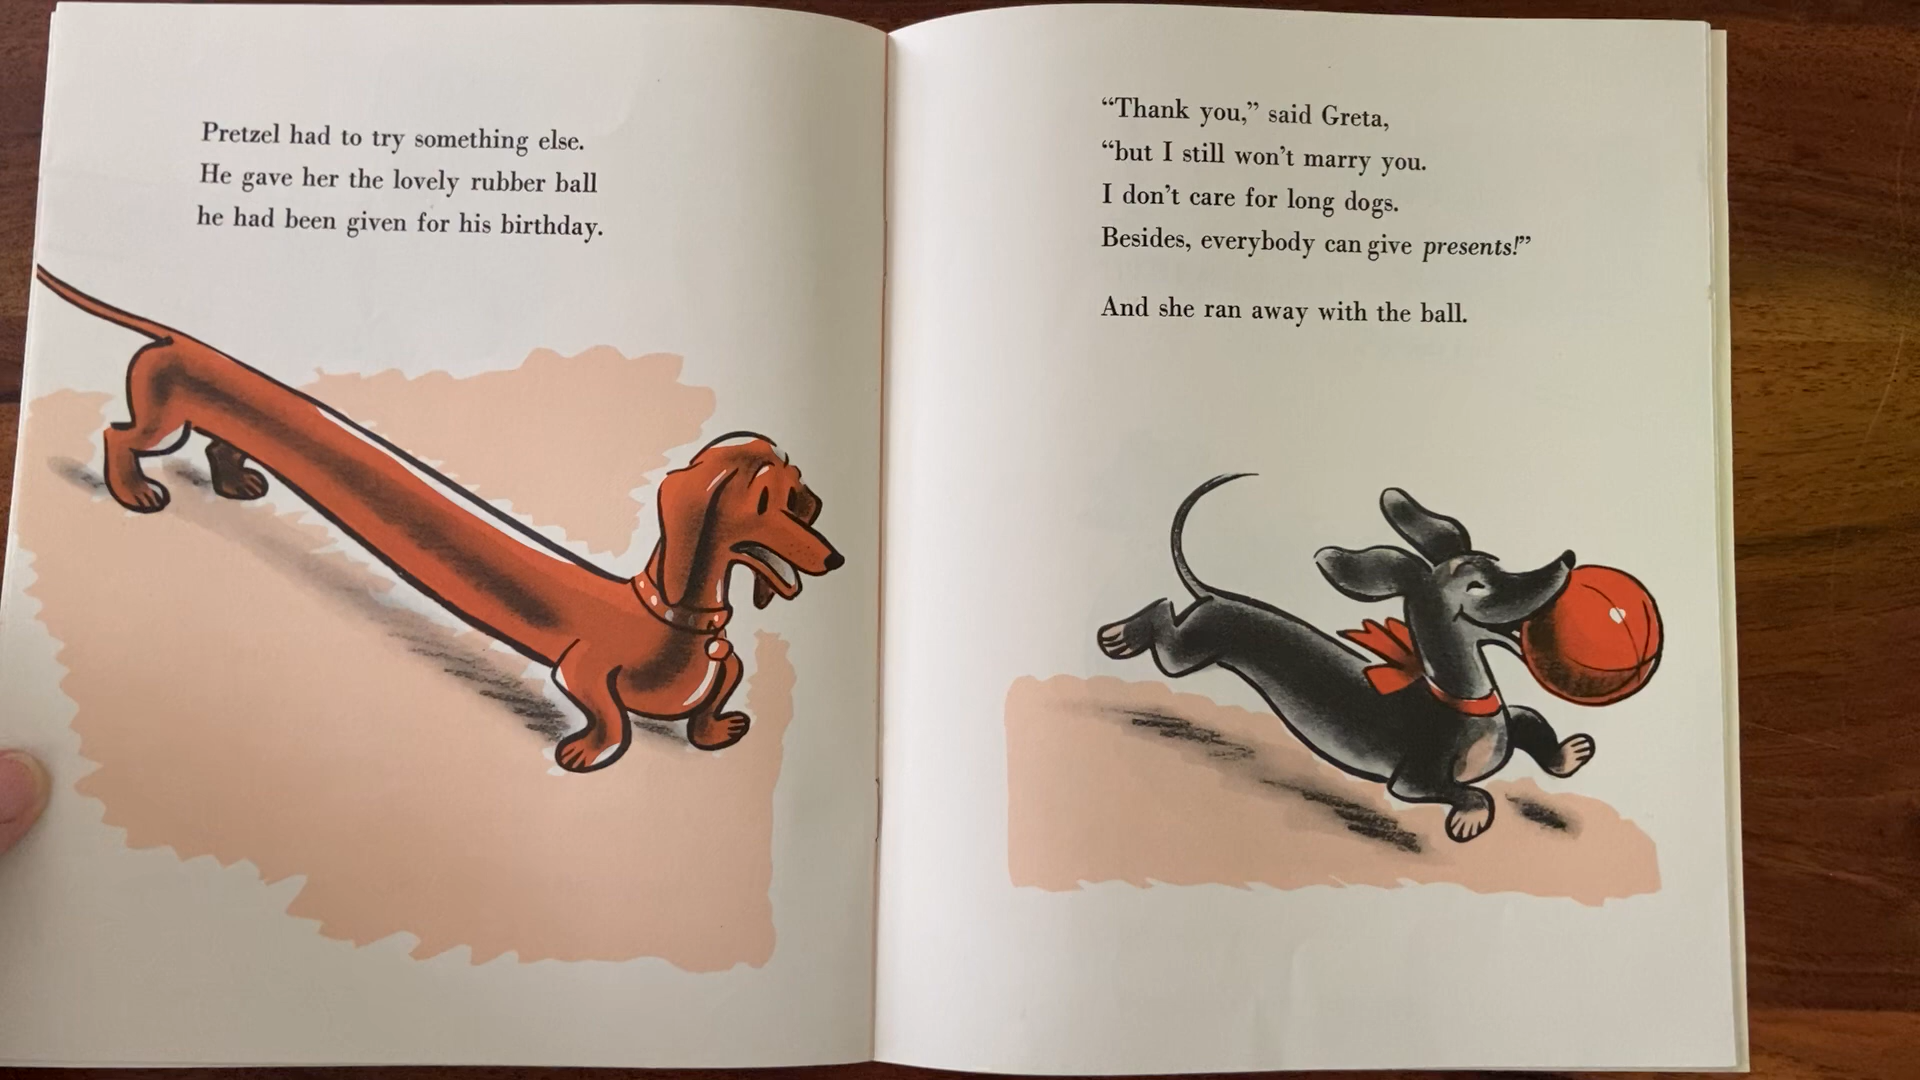 Pretzel had to try something else.
He gave her the lovely rubber ball
he had been given for his birthday.
“Thank you,” said Greta,
“but I still won’t marry you.
I don’t care for long dogs.
Besides, everybody can give presents!”
And she ran away with the ball.